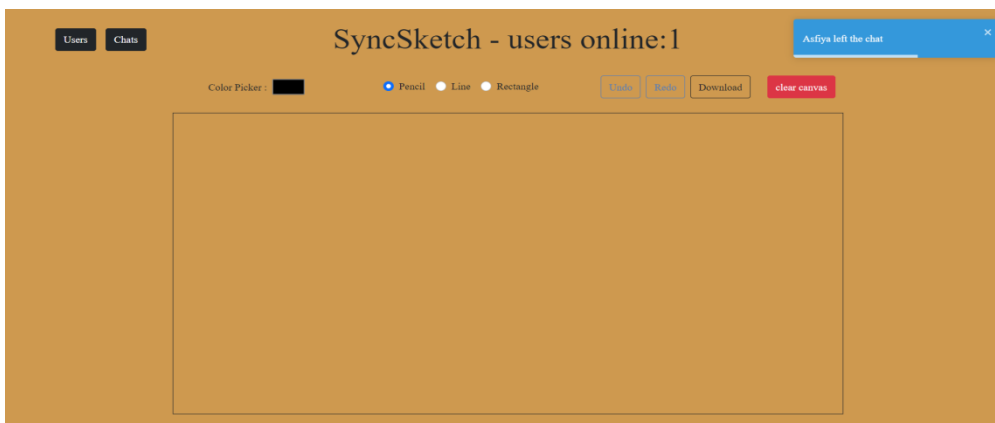 Users Chats
SyncSketch - users online:1
Asfiya left the chat
×
Color Picker :
Pencil Line Rectangle
Undo Redo Download clear canvas